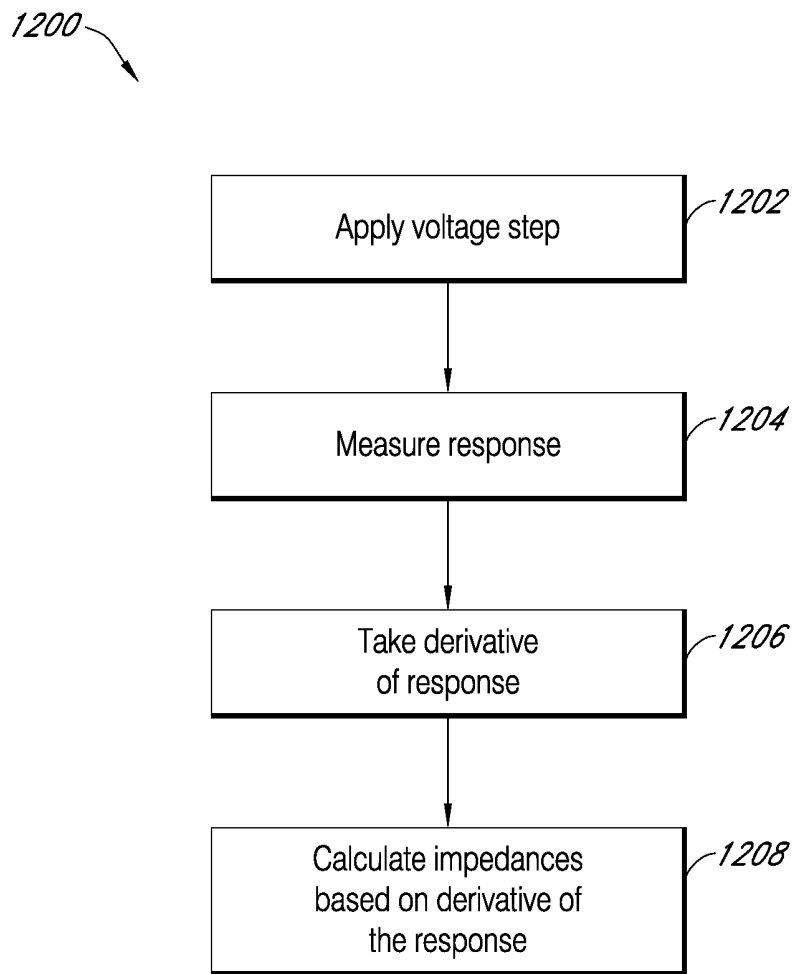 1200
Apply voltage step
1202
Measure response
1204
Take derivative
of response
1206
Calculate impedances
based on derivative of
the response
1208